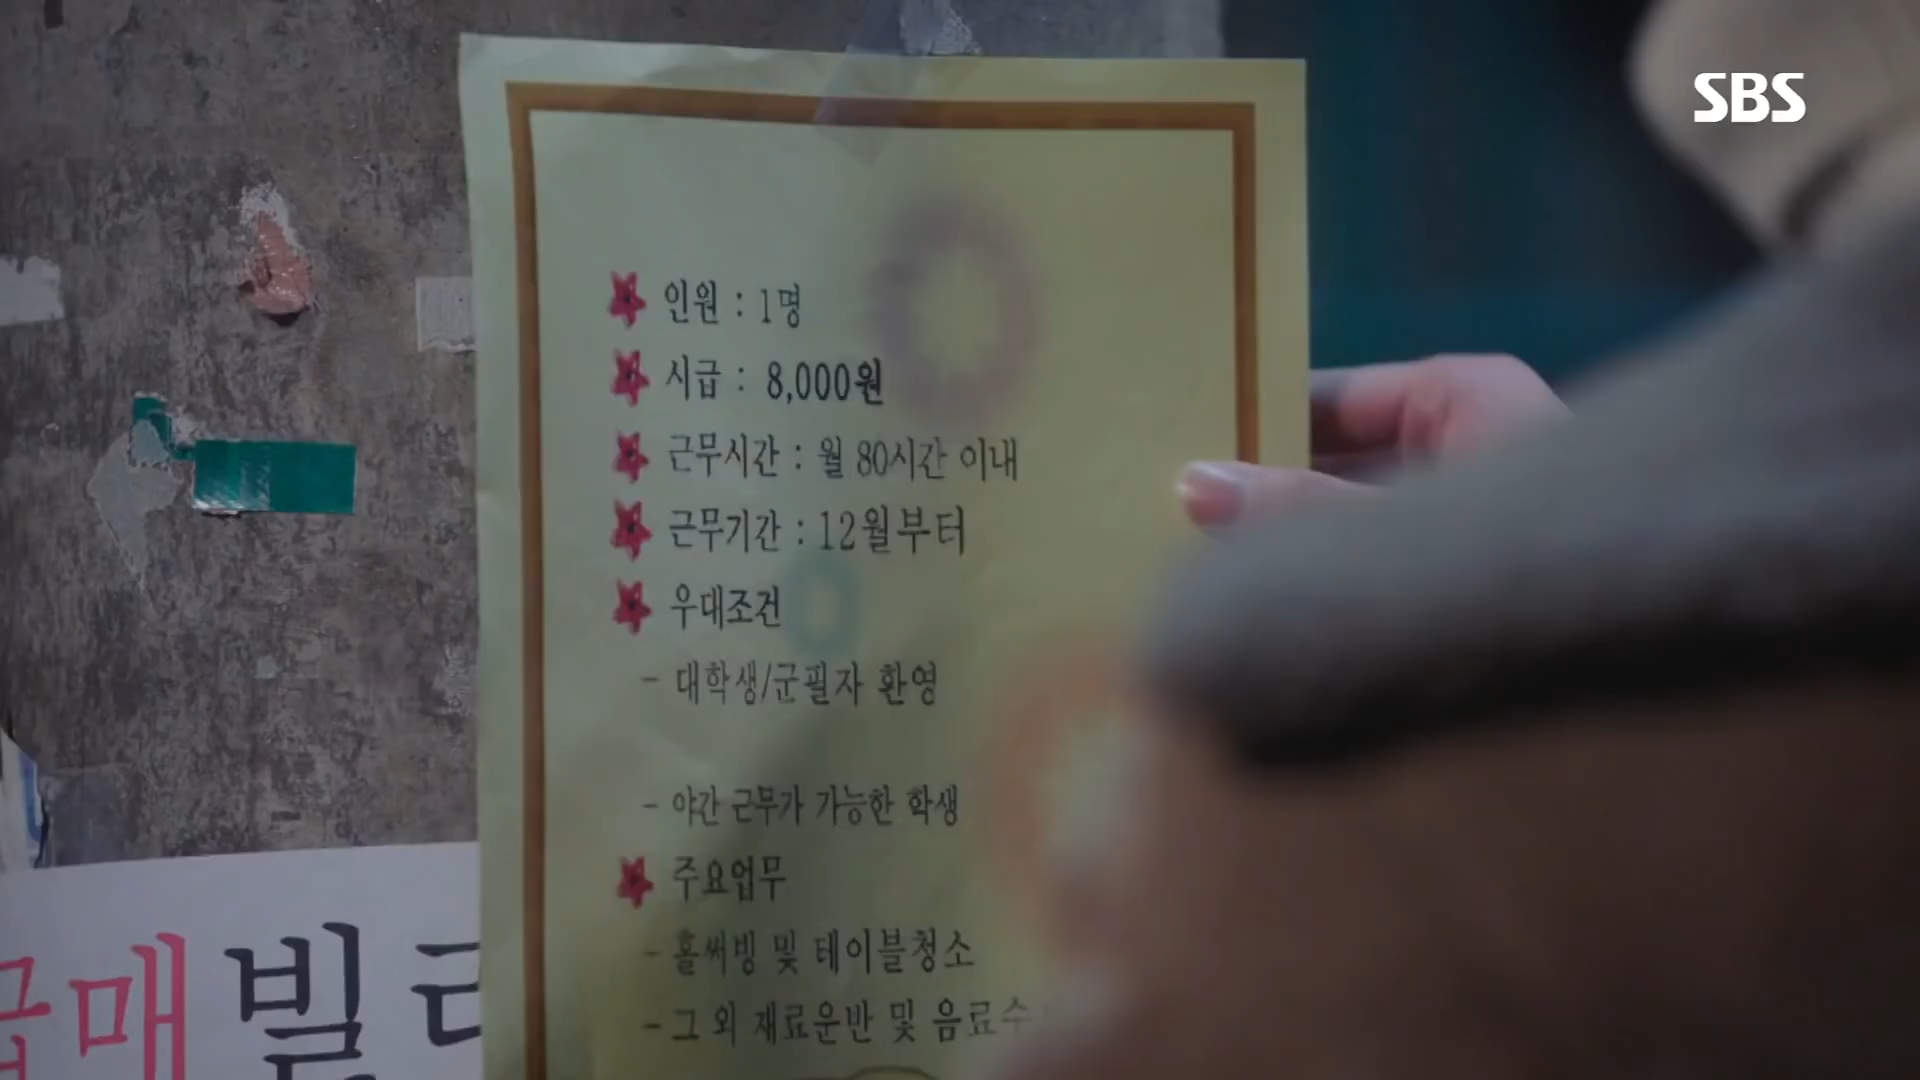 SBS
인원 : 1명
시급 : 8,000원
근무시간 : 월 80시간 이내
근무기간 : 12월부터
우대조건
- 대학생/군필자 환영
- 야간 근무가 가능한 학생
주요업무
- 홀써빙 및 테이블청소
- 그 외 재료운반 및 음료수
급매 빌라